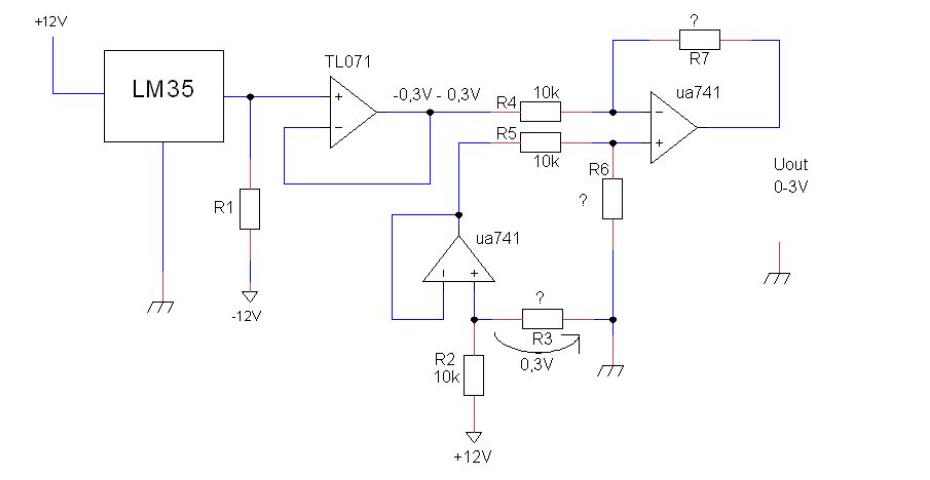 +12V
LM35
TL071
+
−
-0,3V - 0,3V
R1
-12V
R4
10k
R5
10k
?
R7
ua741
−
+
R6
?
Uout
0-3V
ua741
−
+
?
R3
0,3V
R2
10k
+12V